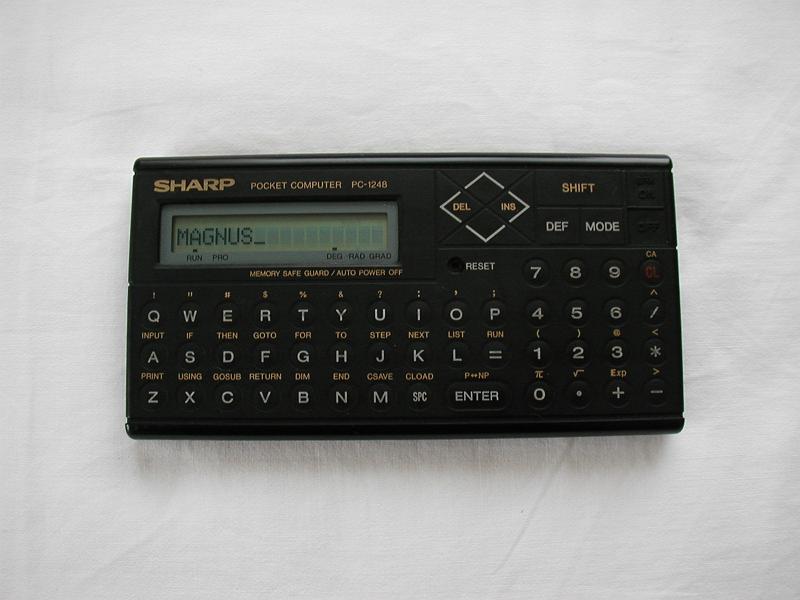 SHARP POCKET COMPUTER PC-1248
MAGNUS_
RUN PRO DEG RAD GRAD
MEMORY SAFE GUARD / AUTO POWER OFF
DEL INS
SHIFT
DEF MODE OFF
RESET
CA
7 8 9 CL
! " # $ % & ? : , ; ^
Q W E R T Y U I O P 4 5 6 /
INPUT IF THEN GOTO FOR TO STEP NEXT LIST RUN ( ) @ <
A S D F G H J K L = 1 2 3 *
PRINT USING GOSUB RETURN DIM END CSAVE CLOAD P↔NP π √ Exp >
Z X C V B N M SPC ENTER 0 • + −